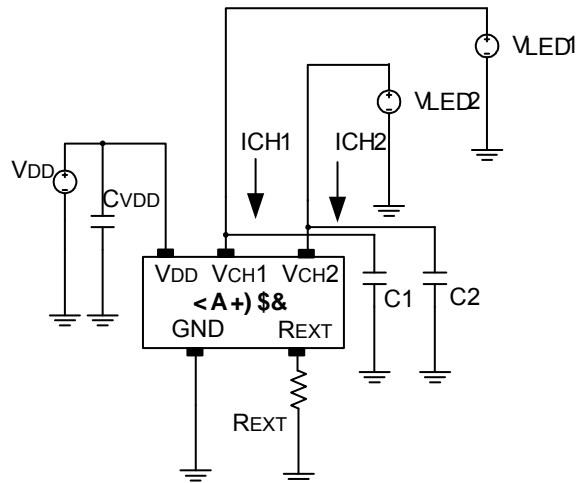 VLED1
VLED2
ICH1
ICH2
VDD
CVDD
VDD VCH1 VCH2
<A+) $&
GND REXT
C1
C2
REXT